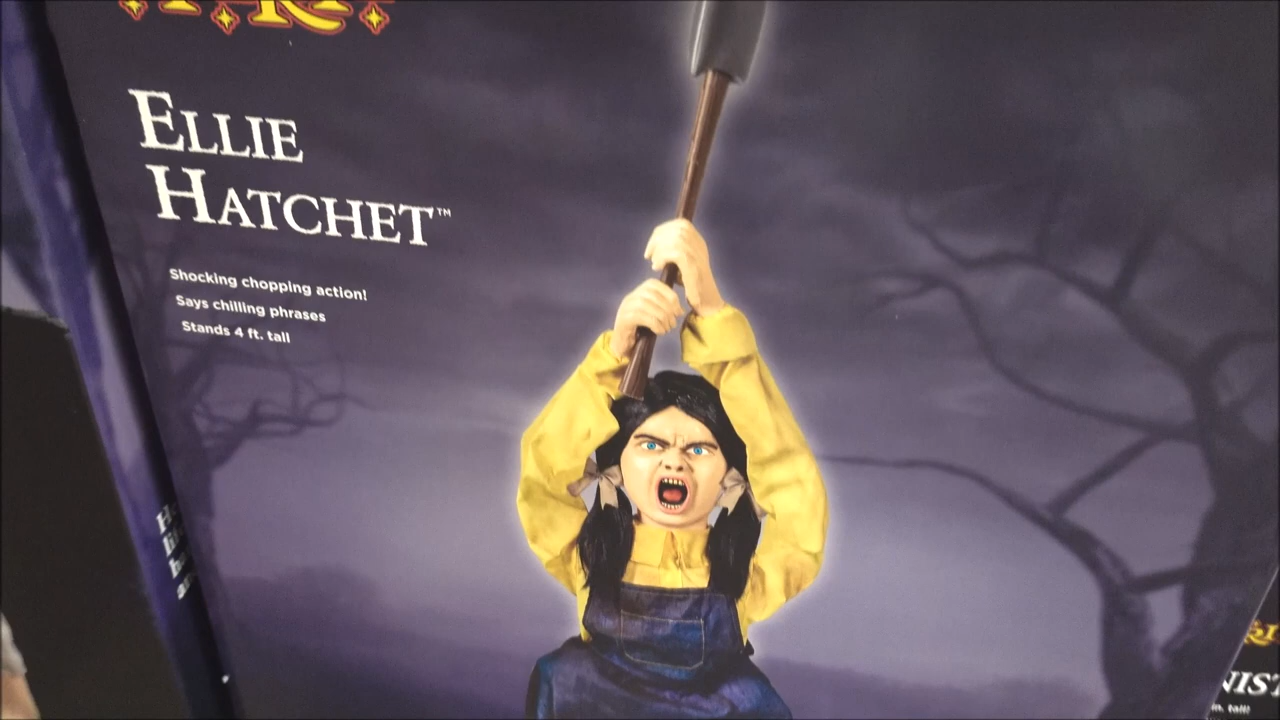 ELLIE
HATCHET™
Shocking chopping action!
Says chilling phrases
Stands 4 ft. tall